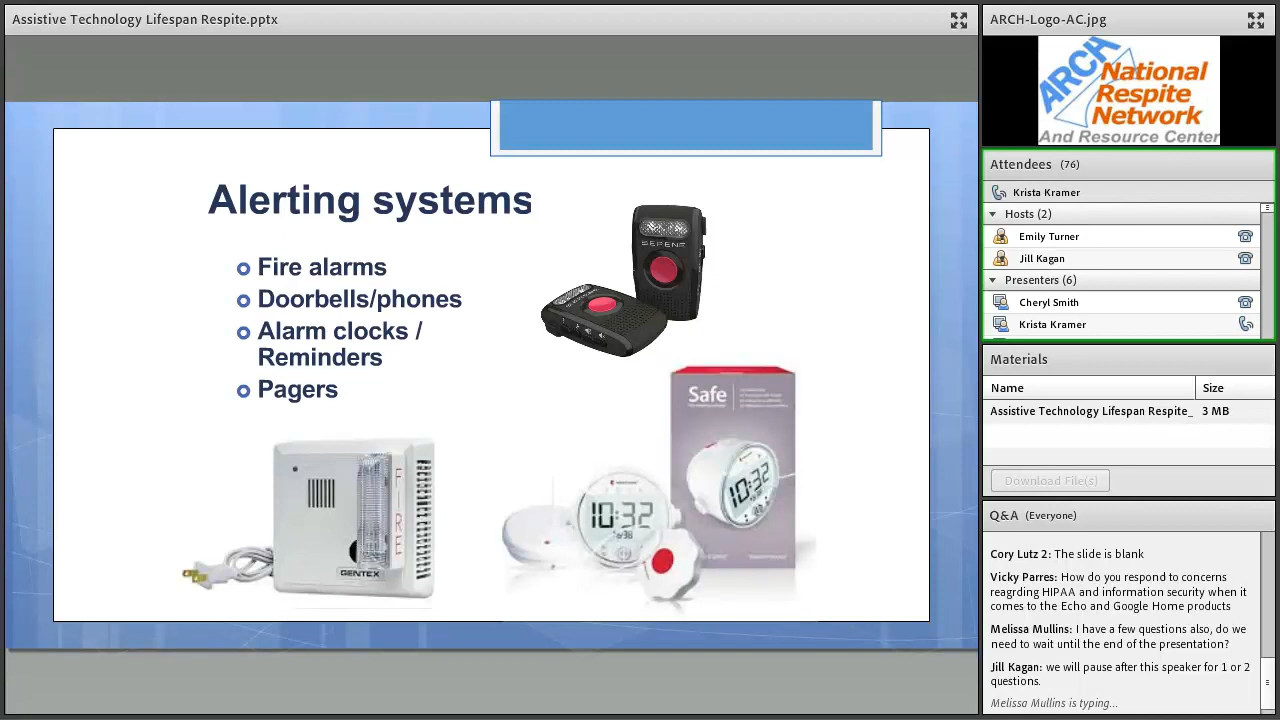 Assistive Technology Lifespan Respite.pptx
Alerting systems
Fire alarms
Doorbells/phones
Alarm clocks /
Reminders
Pagers
SERENE
Safe
10:32
10:32
FIRE
GENTEX
ARCH-Logo-AC.jpg
ARCH
National
Respite
Network
And Resource Center
Attendees (76)
Krista Kramer
Hosts (2)
Emily Turner
Jill Kagan
Presenters (6)
Cheryl Smith
Krista Kramer
Materials
Name Size
Assistive Technology Lifespan Respite_ 3 MB
Download File(s)
Q&A (Everyone)
Cory Lutz 2: The slide is blank
Vicky Parres: How do you respond to concerns
reagrding HIPAA and information security when it
comes to the Echo and Google Home products
Melissa Mullins: I have a few questions also, do we
need to wait until the end of the presentation?
Jill Kagan: we will pause after this speaker for 1 or 2
questions.
Melissa Mullins is typing...